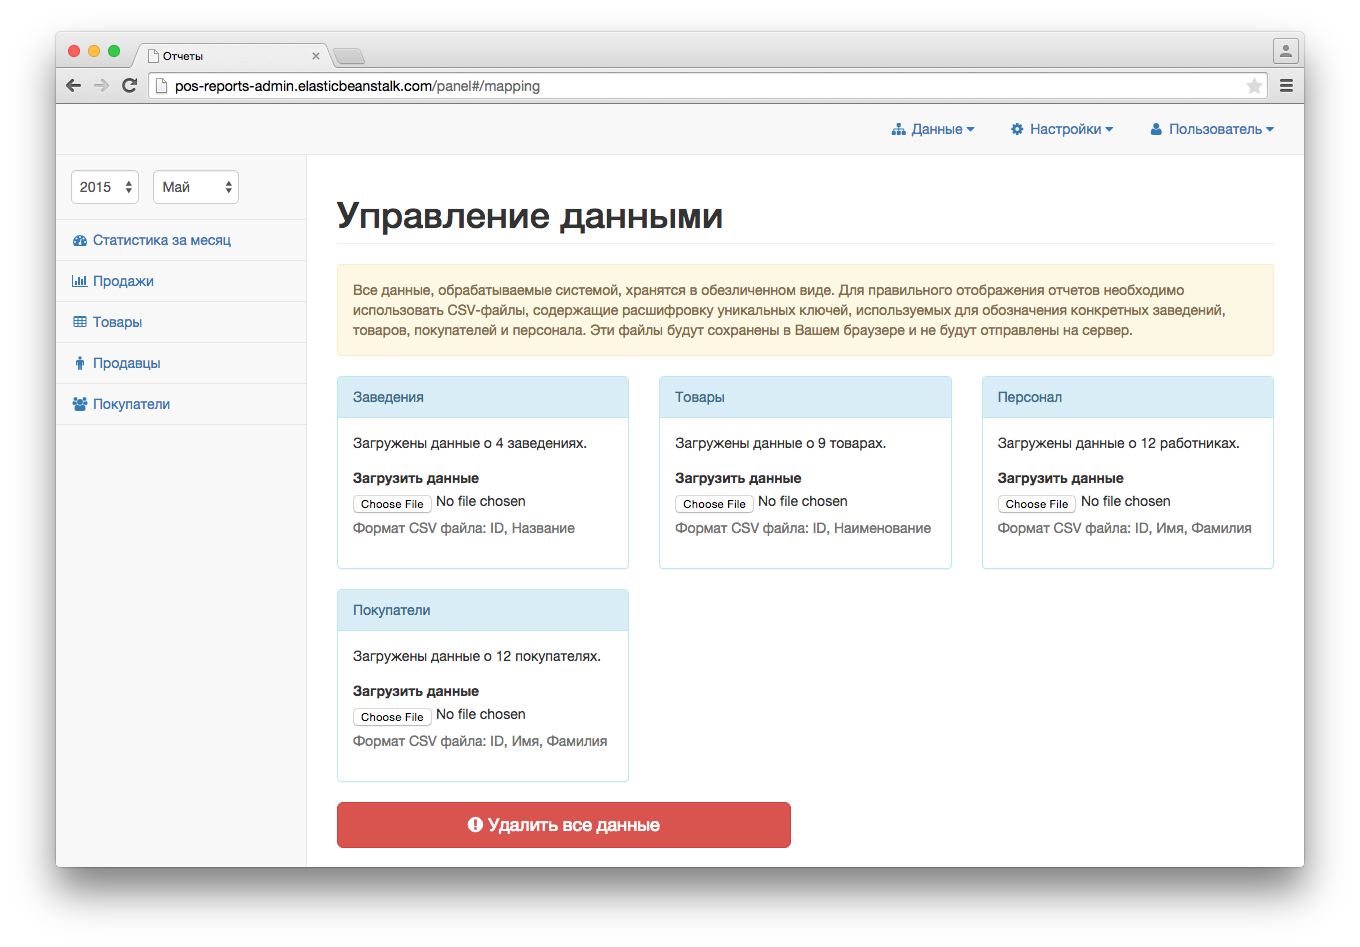 Отчеты
pos-reports-admin.elasticbeanstalk.com/panel#/mapping
Данные
Настройки
Пользователь
2015
Май
Статистика за месяц
Продажи
Товары
Продавцы
Покупатели
Управление данными
Все данные, обрабатываемые системой, хранятся в обезличенном виде. Для правильного отображения отчетов необходимо
использовать CSV-файлы, содержащие расшифровку уникальных ключей, используемых для обозначения конкретных заведений,
товаров, покупателей и персонала. Эти файлы будут сохранены в Вашем браузере и не будут отправлены на сервер.
Заведения
Загружены данные о 4 заведениях.
Загрузить данные
Choose File No file chosen
Формат CSV файла: ID, Название
Товары
Загружены данные о 9 товарах.
Загрузить данные
Choose File No file chosen
Формат CSV файла: ID, Наименование
Персонал
Загружены данные о 12 работниках.
Загрузить данные
Choose File No file chosen
Формат CSV файла: ID, Имя, Фамилия
Покупатели
Загружены данные о 12 покупателях.
Загрузить данные
Choose File No file chosen
Формат CSV файла: ID, Имя, Фамилия
Удалить все данные